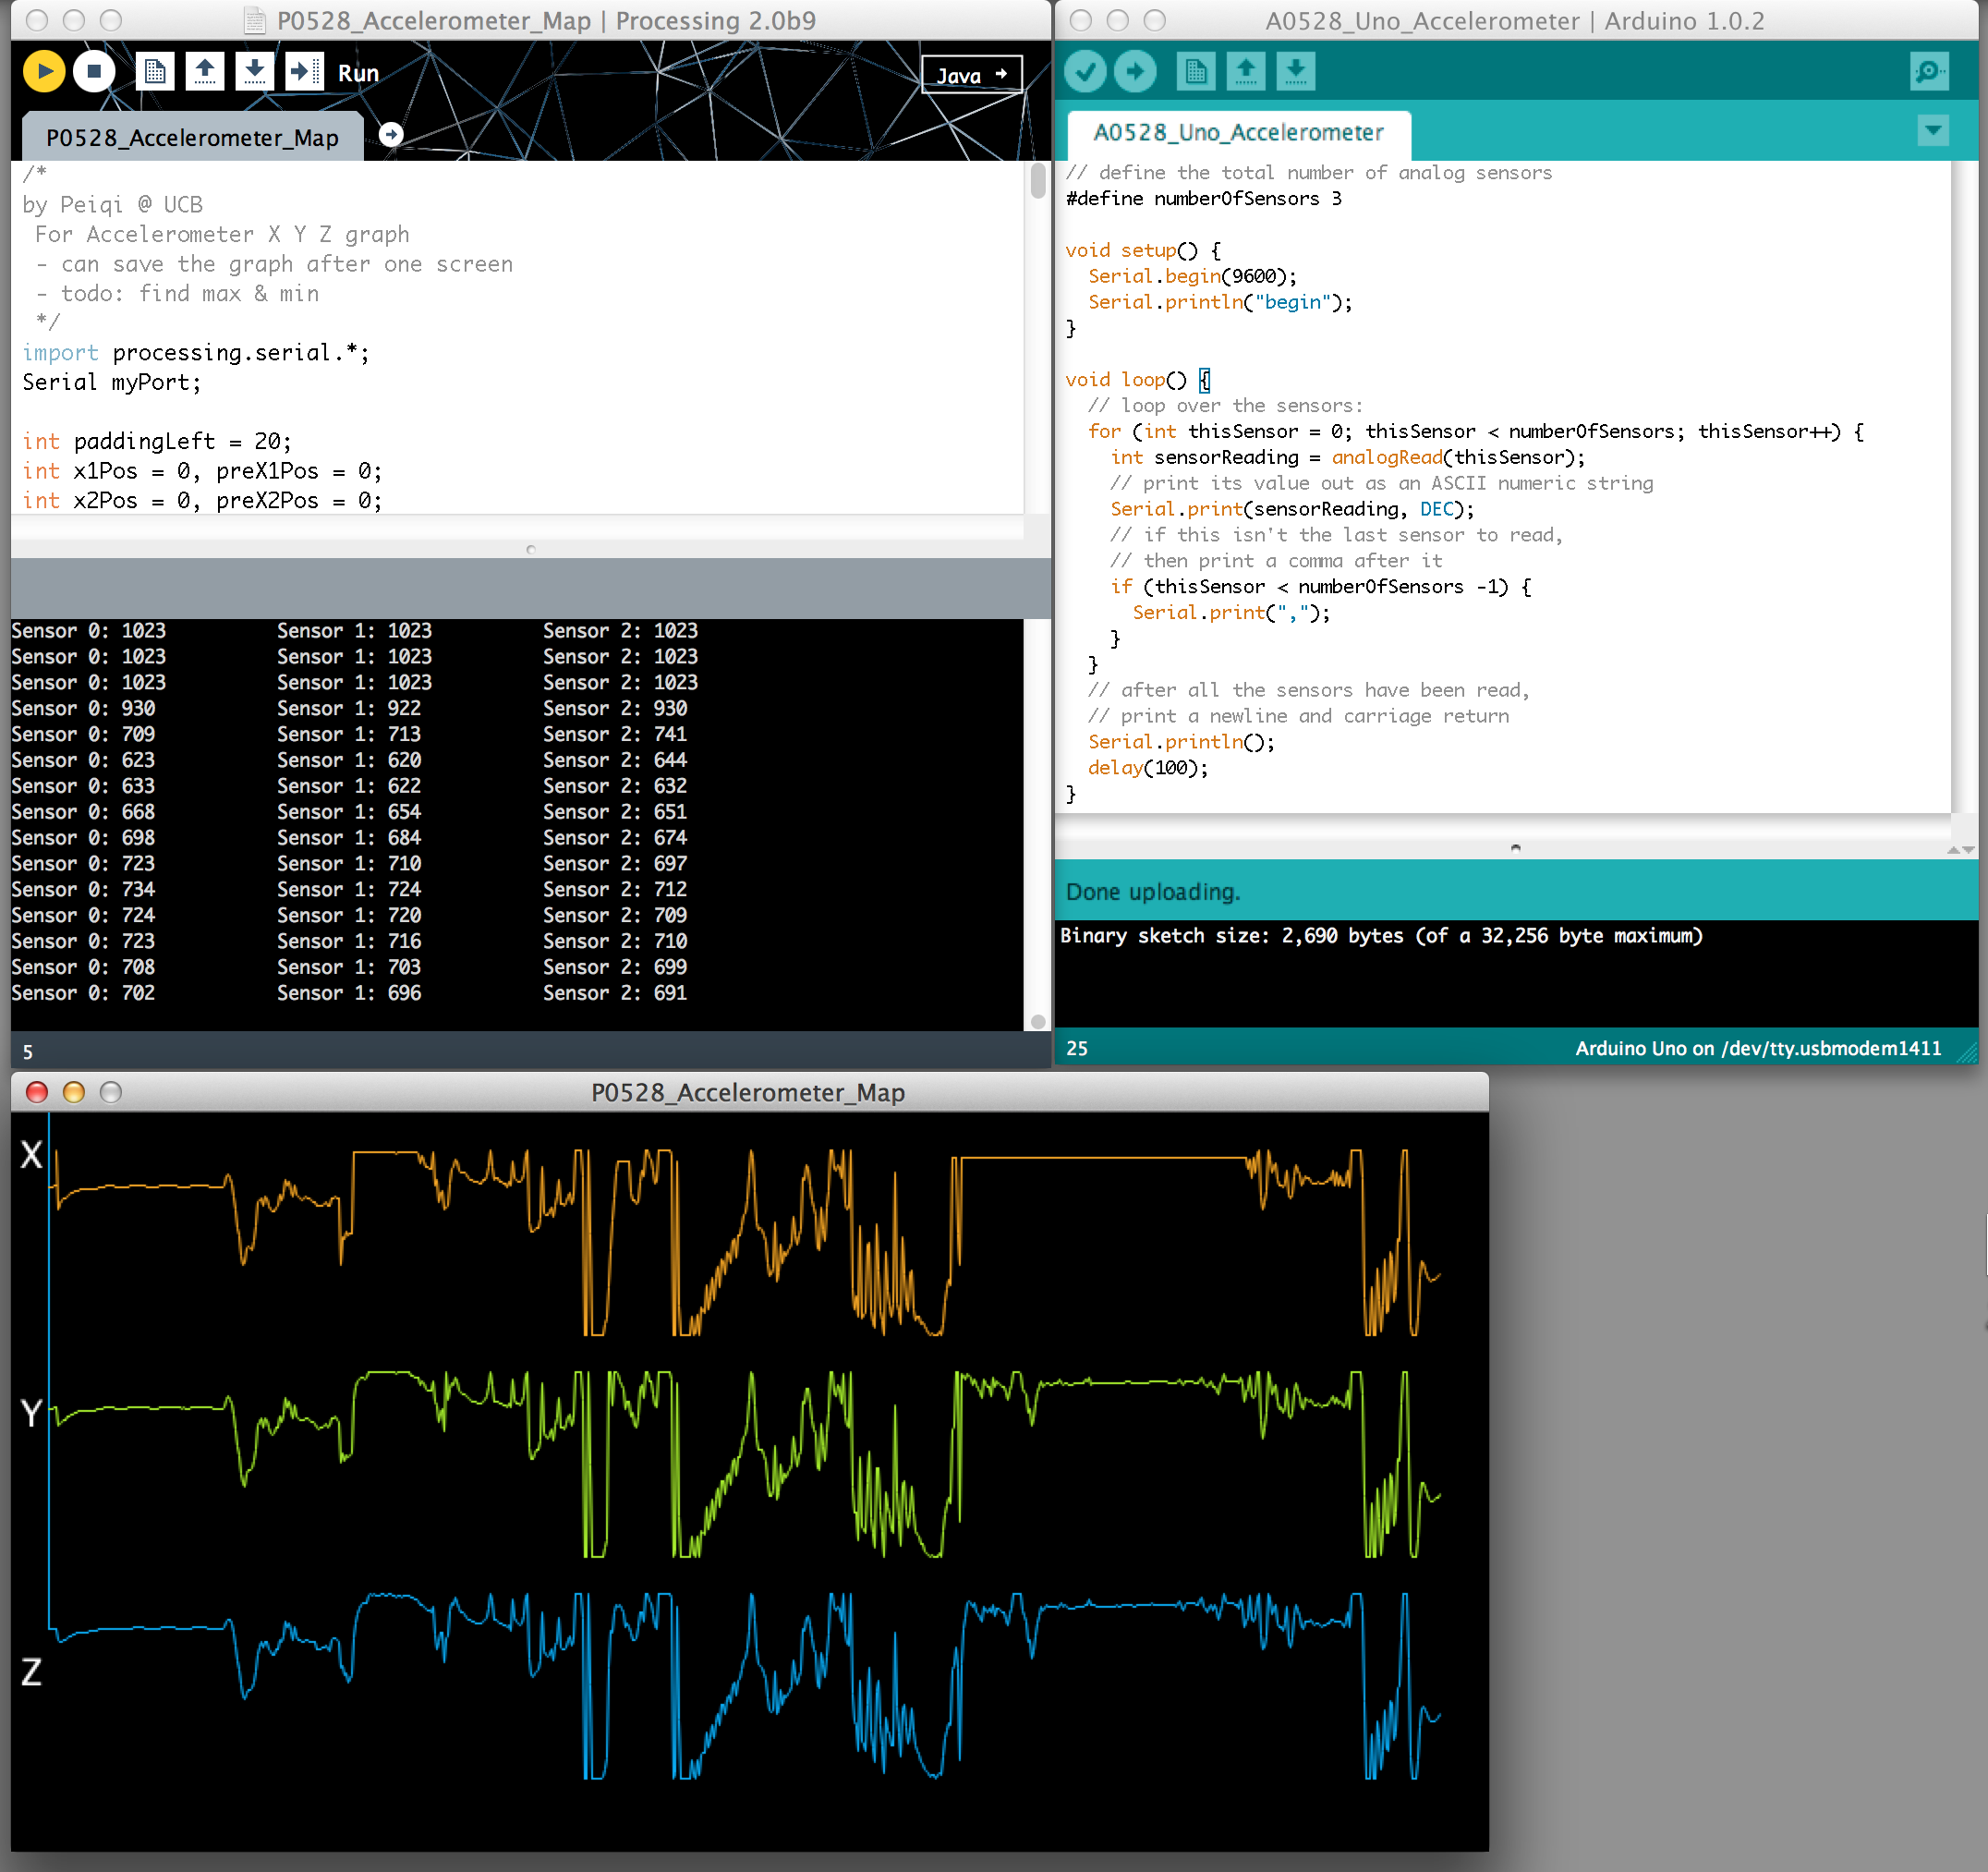 P0528_Accelerometer_Map | Processing 2.0b9
Run
Java
P0528_Accelerometer_Map
/*
by Peiqi @ UCB
For Accelerometer X Y Z graph
- can save the graph after one screen
- todo: find max & min
*/
import processing.serial.*;
Serial myPort;
int paddingLeft = 20;
int x1Pos = 0, preX1Pos = 0;
int x2Pos = 0, preX2Pos = 0;
Sensor 0: 1023 Sensor 1: 1023 Sensor 2: 1023
Sensor 0: 1023 Sensor 1: 1023 Sensor 2: 1023
Sensor 0: 1023 Sensor 1: 1023 Sensor 2: 1023
Sensor 0: 930 Sensor 1: 922 Sensor 2: 930
Sensor 0: 709 Sensor 1: 713 Sensor 2: 741
Sensor 0: 623 Sensor 1: 620 Sensor 2: 644
Sensor 0: 633 Sensor 1: 622 Sensor 2: 632
Sensor 0: 668 Sensor 1: 654 Sensor 2: 651
Sensor 0: 698 Sensor 1: 684 Sensor 2: 674
Sensor 0: 723 Sensor 1: 710 Sensor 2: 697
Sensor 0: 734 Sensor 1: 724 Sensor 2: 712
Sensor 0: 724 Sensor 1: 720 Sensor 2: 709
Sensor 0: 723 Sensor 1: 716 Sensor 2: 710
Sensor 0: 708 Sensor 1: 703 Sensor 2: 699
Sensor 0: 702 Sensor 1: 696 Sensor 2: 691
5
A0528_Uno_Accelerometer | Arduino 1.0.2
A0528_Uno_Accelerometer
// define the total number of analog sensors
#define numberOfSensors 3
void setup() {
Serial.begin(9600);
Serial.println("begin");
}
void loop() {
// loop over the sensors:
for (int thisSensor = 0; thisSensor < numberOfSensors; thisSensor++) {
int sensorReading = analogRead(thisSensor);
// print its value out as an ASCII numeric string
Serial.print(sensorReading, DEC);
// if this isn't the last sensor to read,
// then print a comma after it
if (thisSensor < numberOfSensors -1) {
Serial.print(",");
}
}
// after all the sensors have been read,
// print a newline and carriage return
Serial.println();
delay(100);
}
Done uploading.
Binary sketch size: 2,690 bytes (of a 32,256 byte maximum)
25 Arduino Uno on /dev/tty.usbmodem1411
P0528_Accelerometer_Map
X
Y
Z